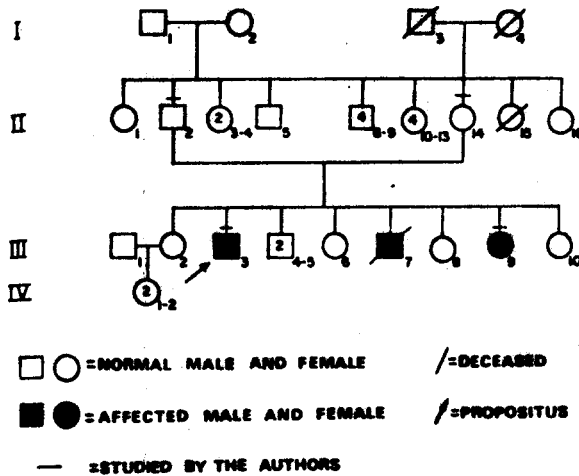 I 1 2 3 4
II 1 2 2 3-4 5 4 8-9 4 10-13 14 15 16
III 1 2 3 2 4-5 6 7 8 9 10
IV 2 1-2
=NORMAL MALE AND FEMALE /=DECEASED
=AFFECTED MALE AND FEMALE =PROPOSITUS
=STUDIED BY THE AUTHORS